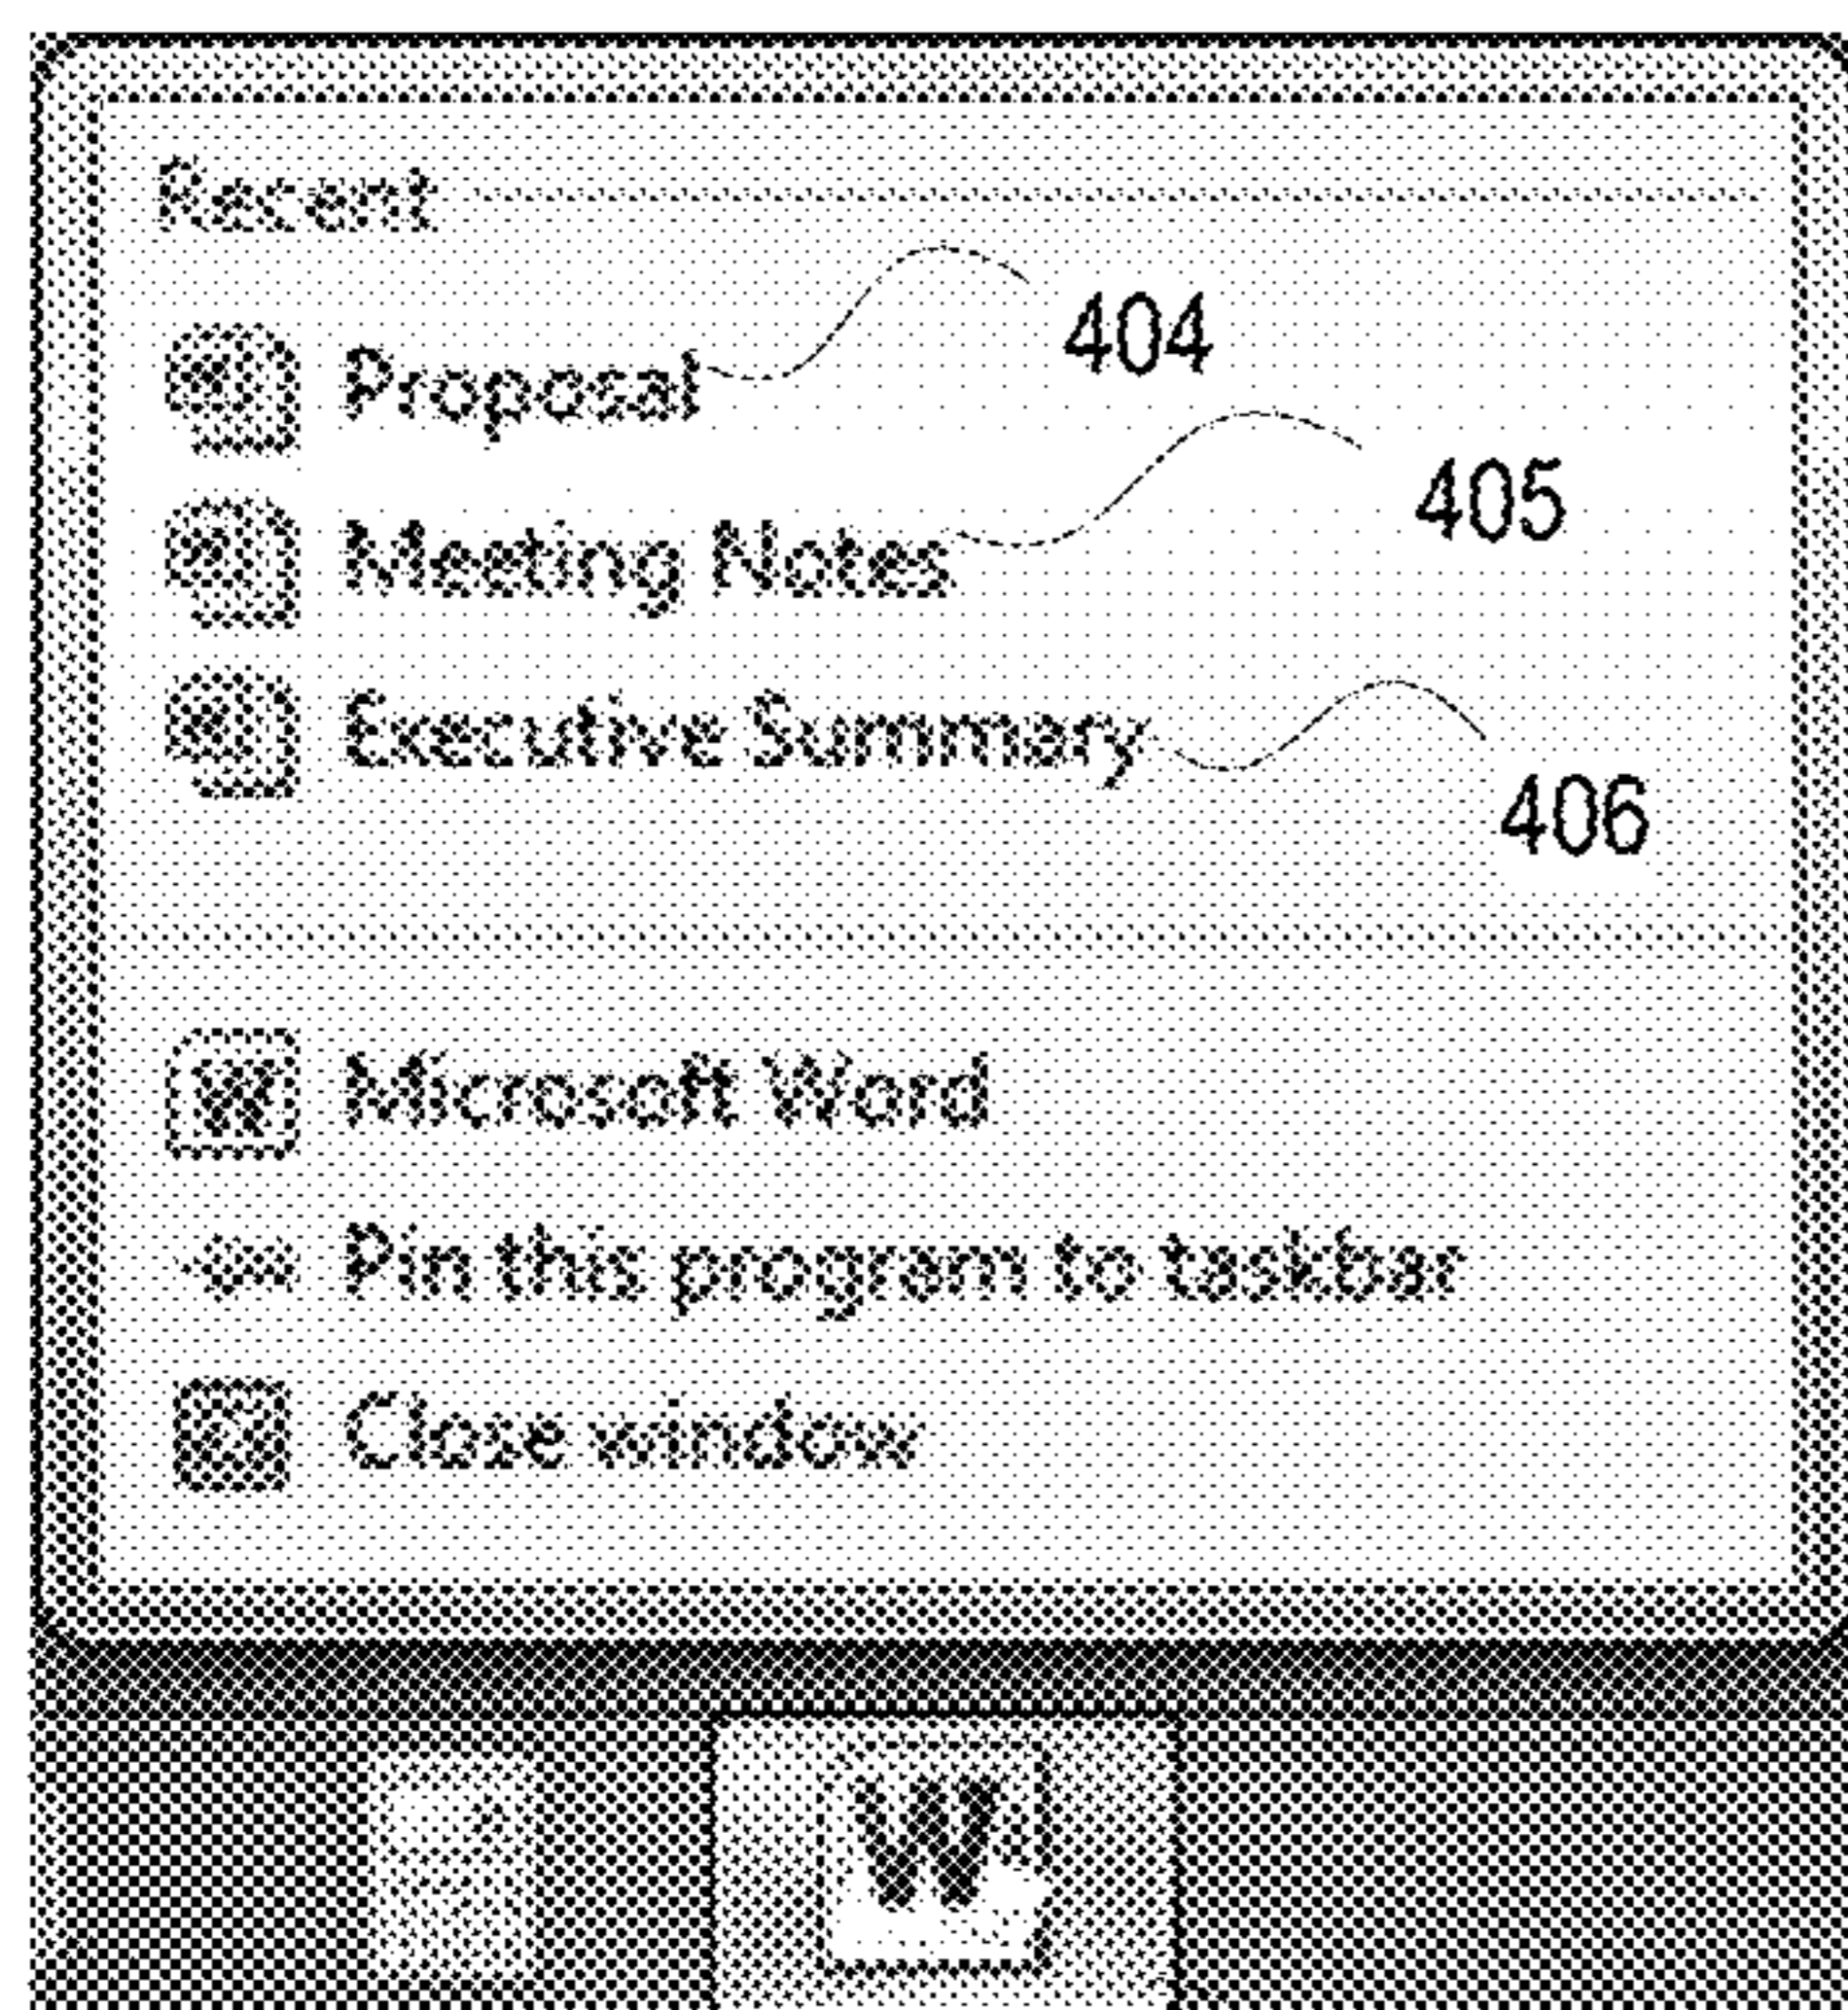 Recent
Proposal 404
Meeting Notes 405
Executive Summary 406
W Microsoft Word
Pin this program to taskbar
Close window
W